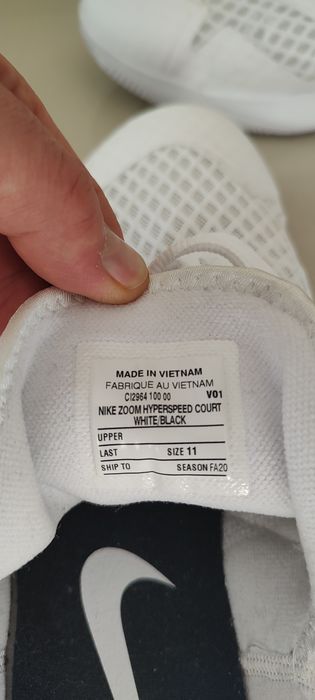 MADE IN VIETNAM
FABRIQUE AU VIETNAM
CI2964 100 00 V01
NIKE ZOOM HYPERSPEED COURT
WHITE/BLACK
UPPER
LAST SIZE 11
SHIP TO SEASON FA20